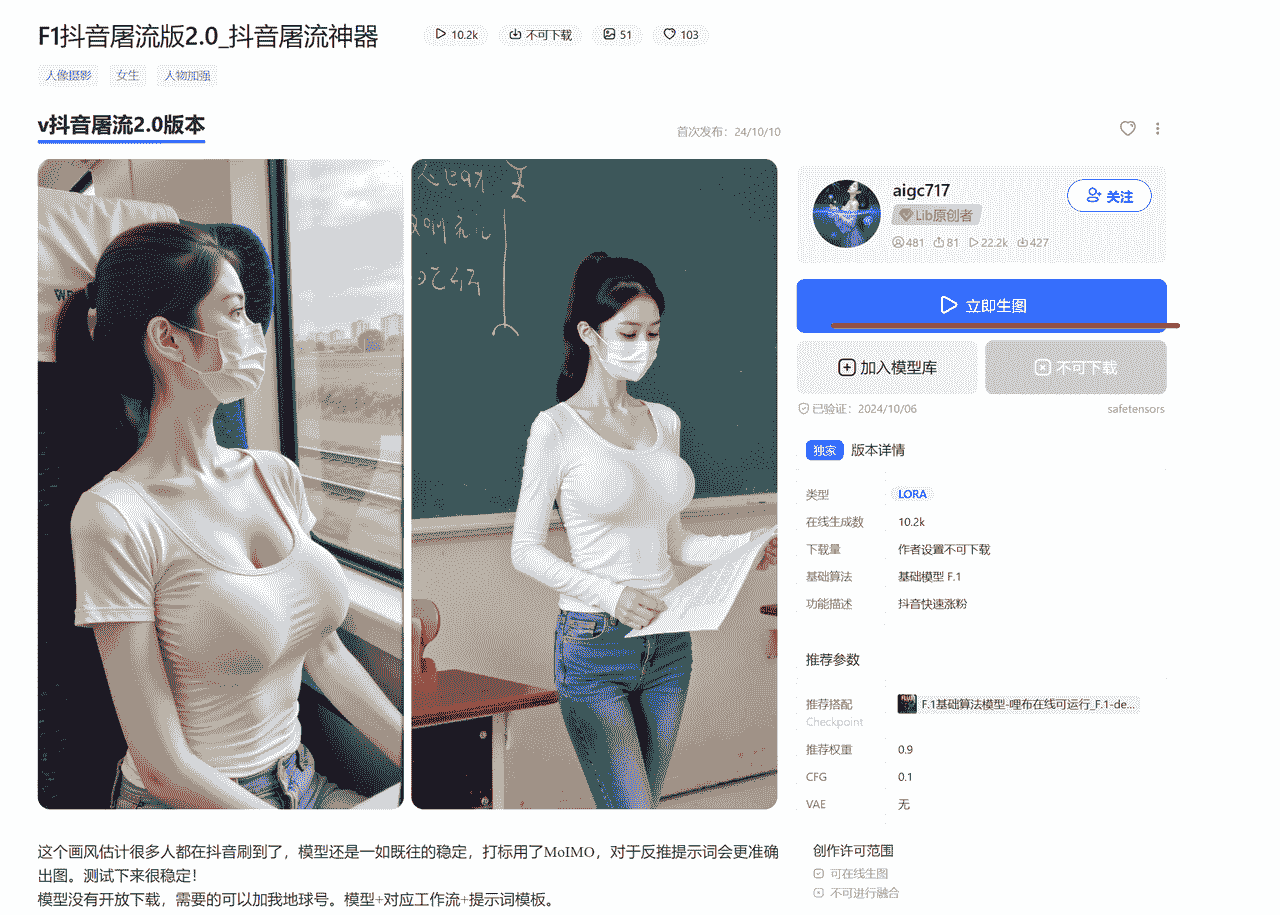 F1抖音屠流版2.0_抖音屠流神器
10.2k
不可下载
51
103
人像摄影
女生
人物加强
v抖音屠流2.0版本
首次发布：24/10/10
aigc717
关注
Lib原创者
481
81
22.2k
427
立即生图
加入模型库
不可下载
已验证：2024/10/06
safetensors
独家
版本详情
类型
LORA
在线生成数
10.2k
下载量
作者设置不可下载
基础算法
基础模型 F.1
功能描述
抖音快速涨粉
推荐参数
推荐搭配
Checkpoint
F.1基础算法模型-哩布在线可运行_F.1-de...
推荐权重
0.9
CFG
0.1
VAE
无
这个画风估计很多人都在抖音刷到了，模型还是一如既往的稳定，打标用了MoIMO，对于反推提示词会更准确
出图。测试下来很稳定！
模型没有开放下载，需要的可以加我地球号。模型+对应工作流+提示词模板。
创作许可范围
可在线生图
不可进行融合